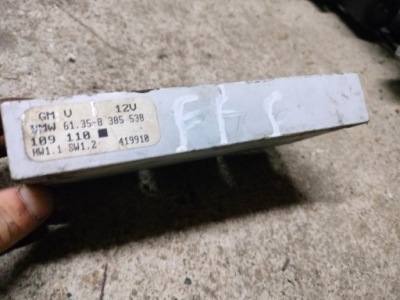 GM V 12V
BMW 61.35-8 385 538
109 110
HW1.1 SW1.2 419910